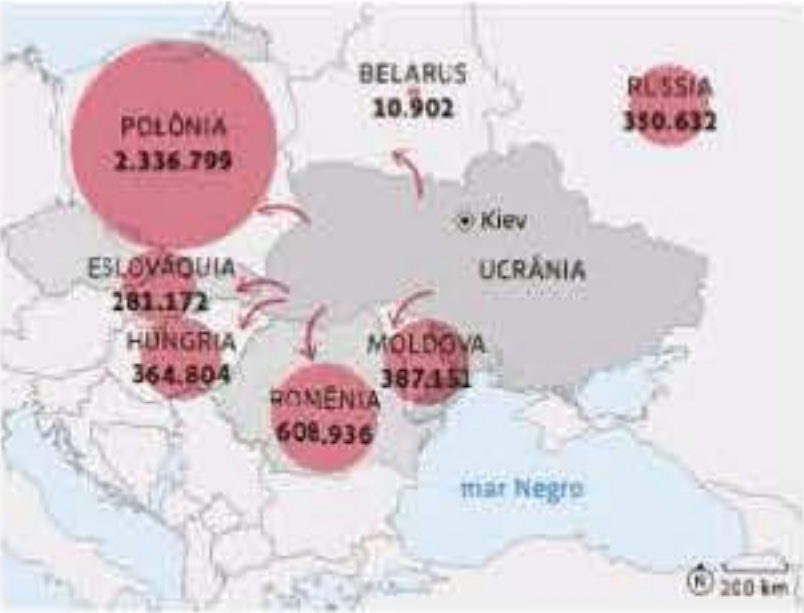 BELARUS
10.902
RÚSSIA
350.632
POLÔNIA
2.336.799
Kiev
UCRÂNIA
ESLOVÁQUIA
281.172
HUNGRIA
364.804
MOLDOVA
387.151
ROMÊNIA
608.936
mar Negro
N
200 km